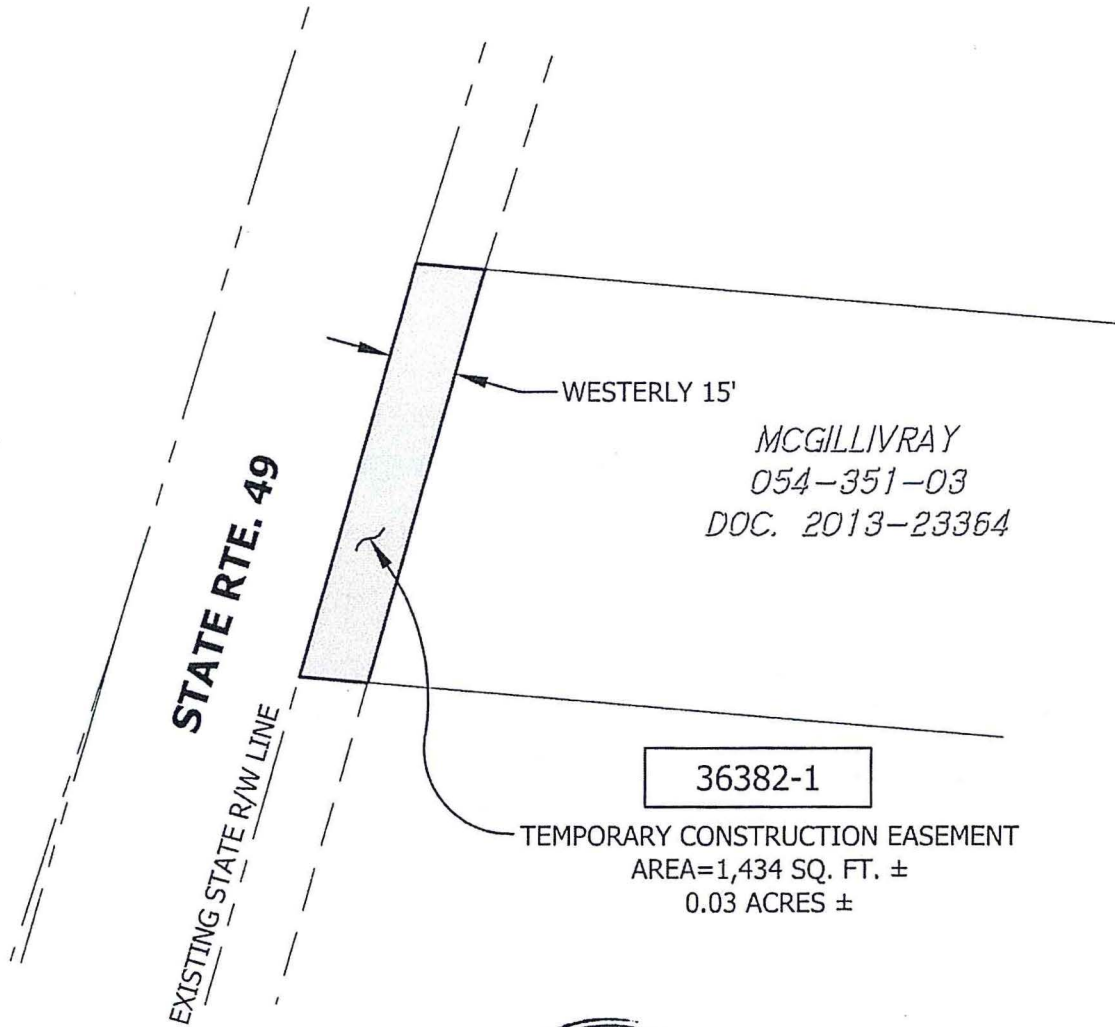 WESTERLY 15'
MCGILLIVRAY
054-351-03
DOC. 2013-23364
STATE RTE. 49
EXISTING STATE R/W LINE
36382-1
TEMPORARY CONSTRUCTION EASEMENT
AREA=1,434 SQ. FT. ±
0.03 ACRES ±